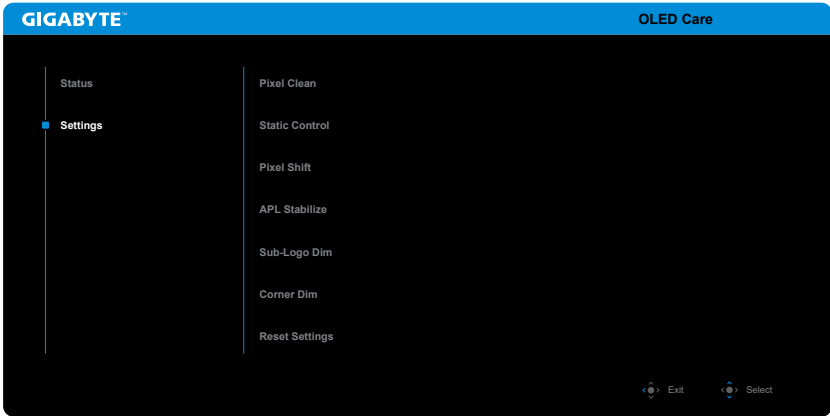 GIGABYTE™
OLED Care
Status
Settings
Pixel Clean
Static Control
Pixel Shift
APL Stabilize
Sub-Logo Dim
Corner Dim
Reset Settings
Exit
Select